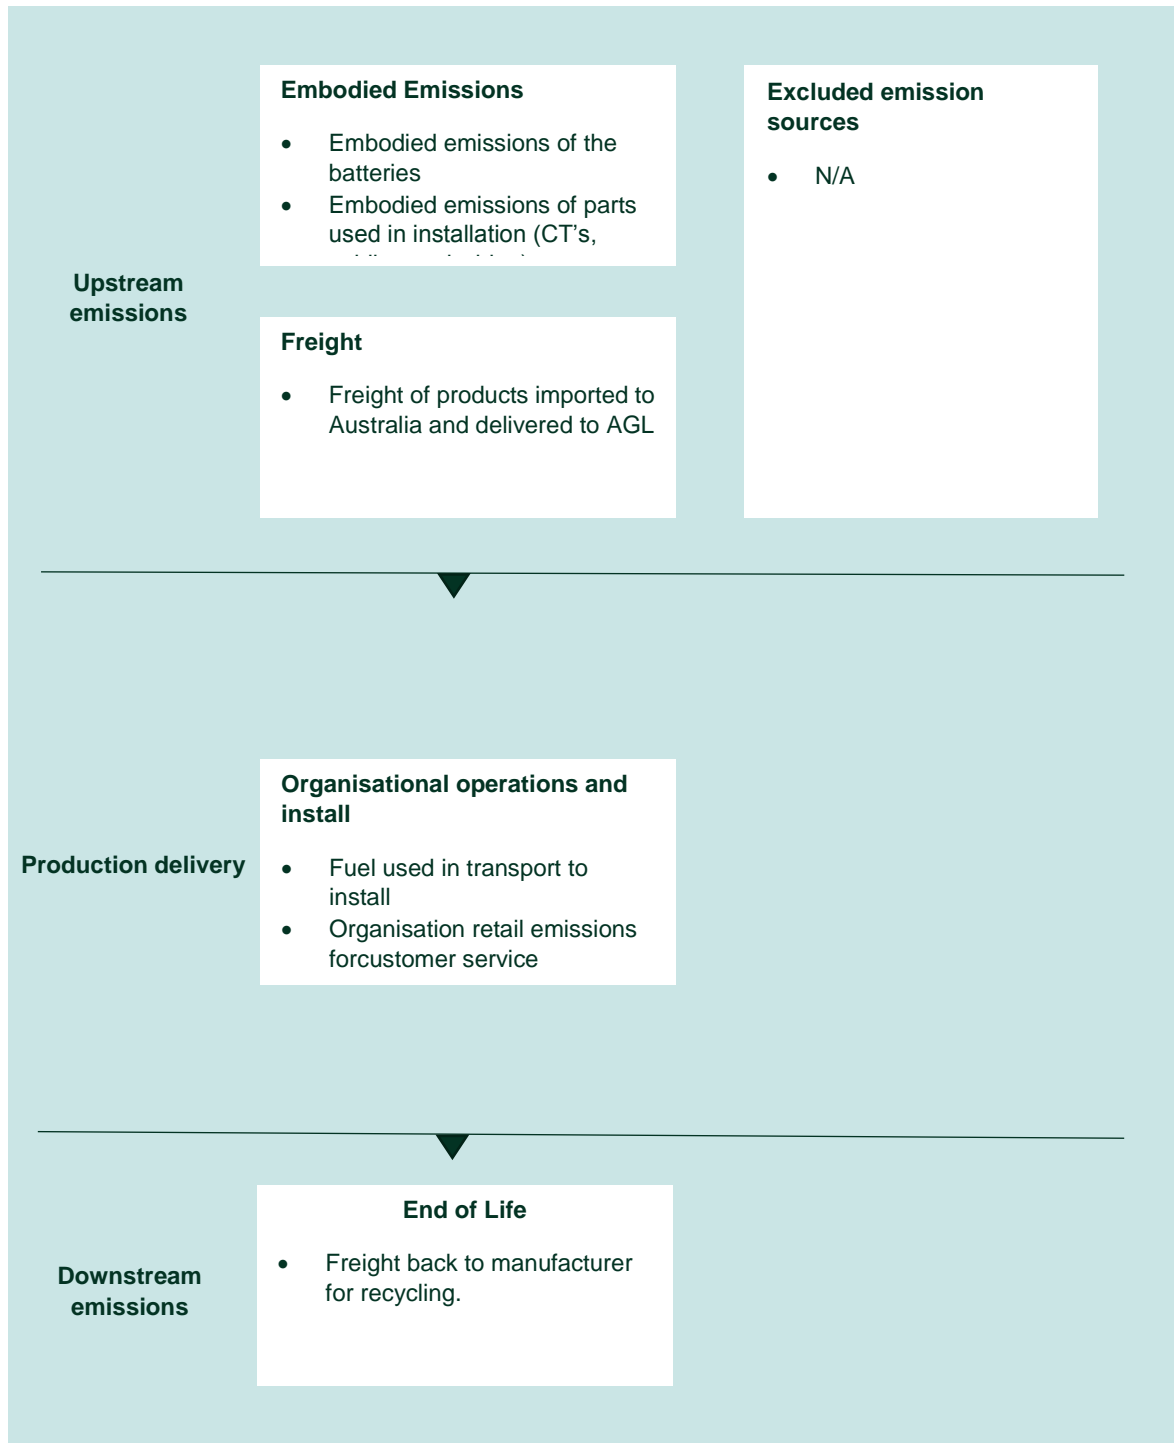 Embodied Emissions
• Embodied emissions of the
batteries
• Embodied emissions of parts
used in installation (CT’s,
Excluded emission
sources
• N/A
Upstream
emissions
Freight
• Freight of products imported to
Australia and delivered to AGL
Organisational operations and
install
Production delivery
• Fuel used in transport to
install
• Organisation retail emissions
forcustomer service
End of Life
Downstream
emissions
• Freight back to manufacturer
for recycling.